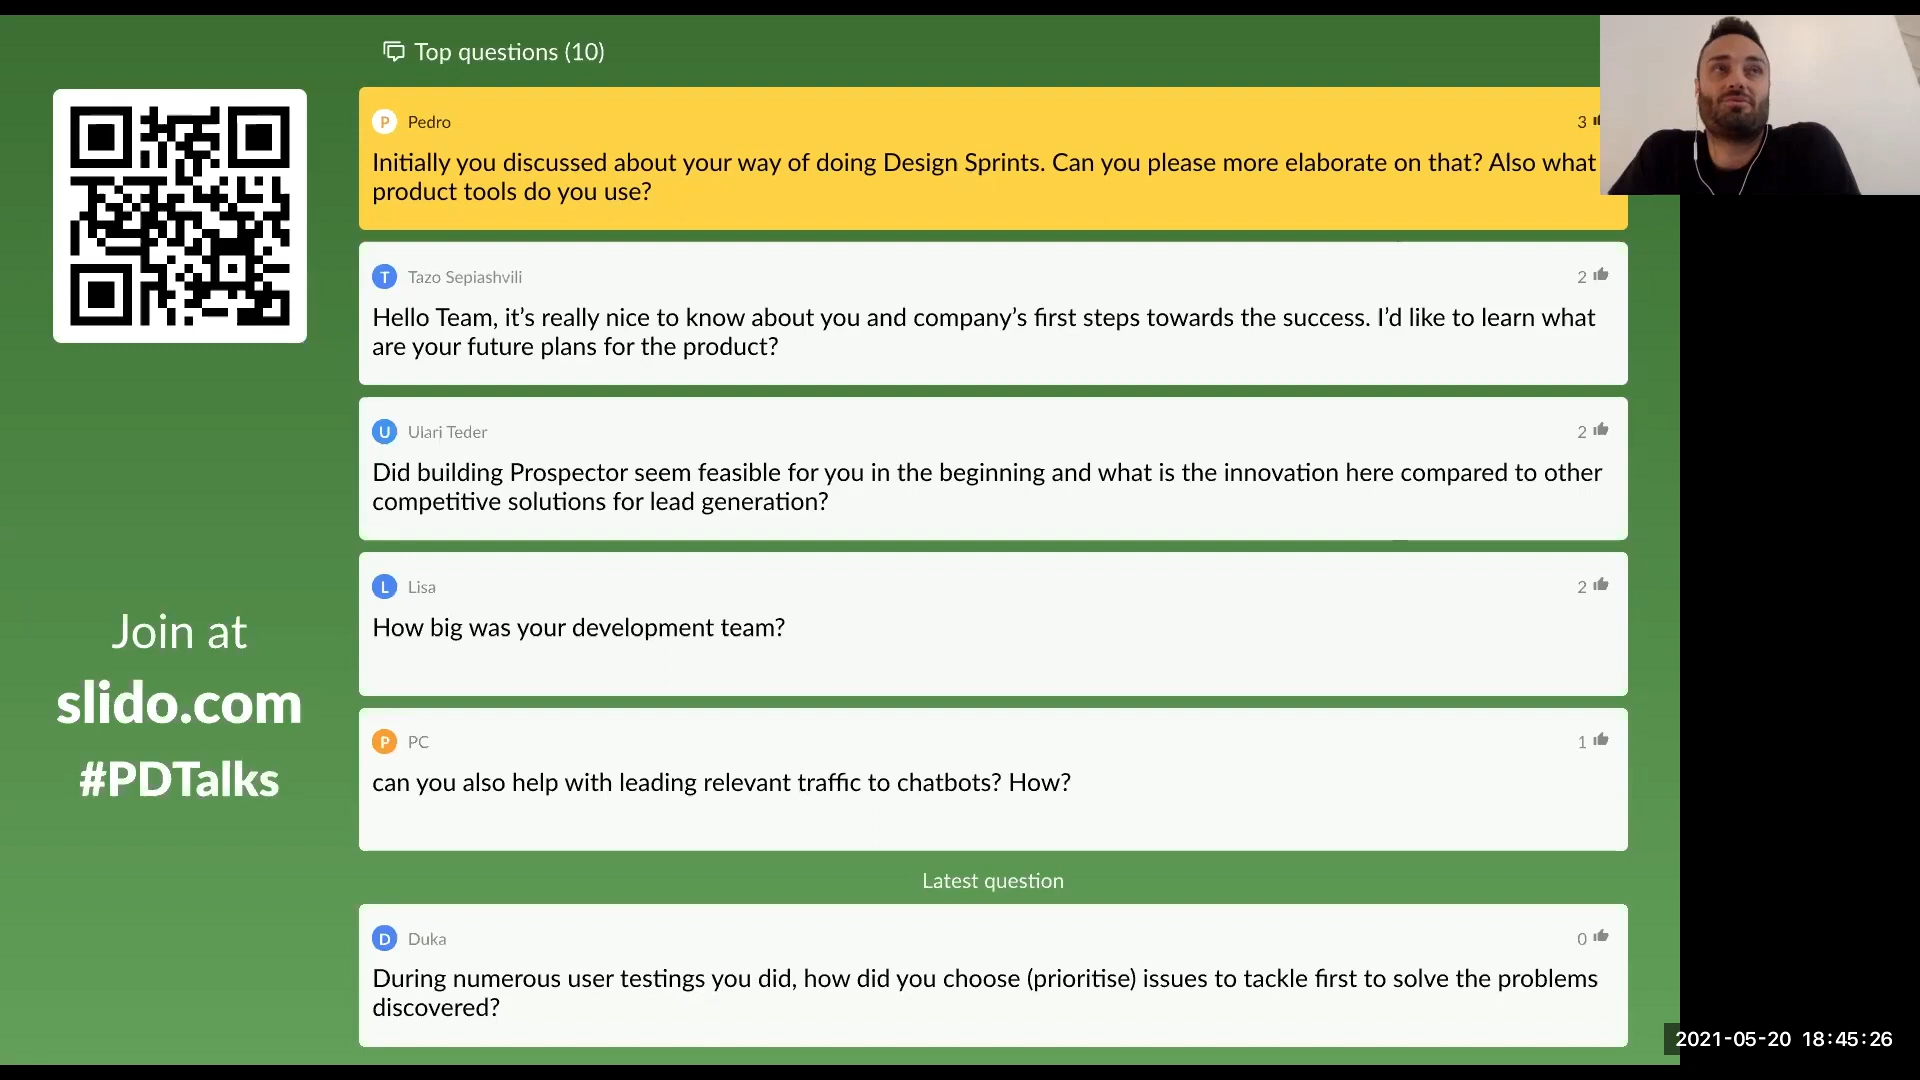 Top questions (10)
P Pedro 3
Initially you discussed about your way of doing Design Sprints. Can you please more elaborate on that? Also what
product tools do you use?
T Tazo Sepiashvili 2
Hello Team, it's really nice to know about you and company's first steps towards the success. I'd like to learn what
are your future plans for the product?
U Ulari Teder 2
Did building Prospector seem feasible for you in the beginning and what is the innovation here compared to other
competitive solutions for lead generation?
L Lisa 2
How big was your development team?
P PC 1
can you also help with leading relevant traffic to chatbots? How?
Latest question
D Duka 0
During numerous user testings you did, how did you choose (prioritise) issues to tackle first to solve the problems
discovered?
Join at
slido.com
#PDTalks
2021-05-20 18:45:26